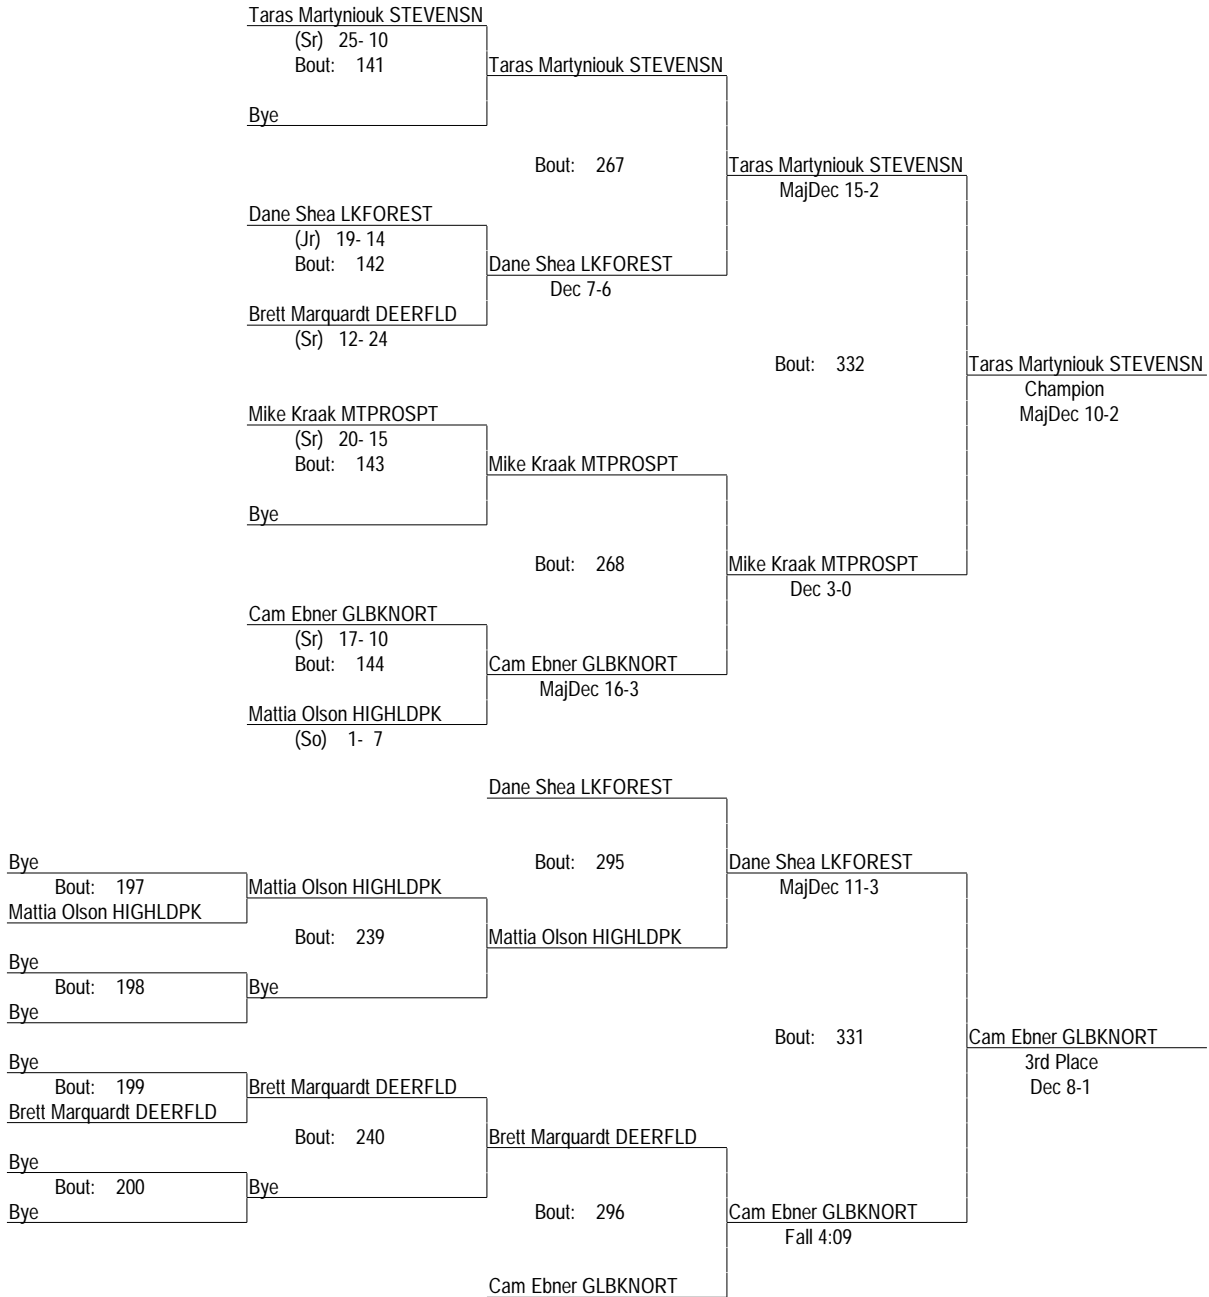 Taras Martyniouk STEVENSN
(Sr) 25- 10
Bout: 141
Taras Martyniouk STEVENSN
Bye
Bout: 267
Taras Martyniouk STEVENSN
MajDec 15-2
Dane Shea LKFOREST
(Jr) 19- 14
Bout: 142
Dane Shea LKFOREST
Dec 7-6
Brett Marquardt DEERFLD
(Sr) 12- 24
Bout: 332
Taras Martyniouk STEVENSN
Champion
MajDec 10-2
Mike Kraak MTPROSPT
(Sr) 20- 15
Bout: 143
Mike Kraak MTPROSPT
Bye
Bout: 268
Mike Kraak MTPROSPT
Dec 3-0
Cam Ebner GLBKNORT
(Sr) 17- 10
Bout: 144
Cam Ebner GLBKNORT
MajDec 16-3
Mattia Olson HIGHLDPK
(So) 1- 7
Dane Shea LKFOREST
Bye
Bout: 295
Dane Shea LKFOREST
Bout: 197
Mattia Olson HIGHLDPK
MajDec 11-3
Mattia Olson HIGHLDPK
Bout: 239
Mattia Olson HIGHLDPK
Bye
Bout: 198
Bye
Bye
Bout: 331
Cam Ebner GLBKNORT
3rd Place
Dec 8-1
Bye
Bout: 199
Brett Marquardt DEERFLD
Brett Marquardt DEERFLD
Bout: 240
Brett Marquardt DEERFLD
Bye
Bout: 200
Bye
Bye
Bout: 296
Cam Ebner GLBKNORT
Fall 4:09
Cam Ebner GLBKNORT